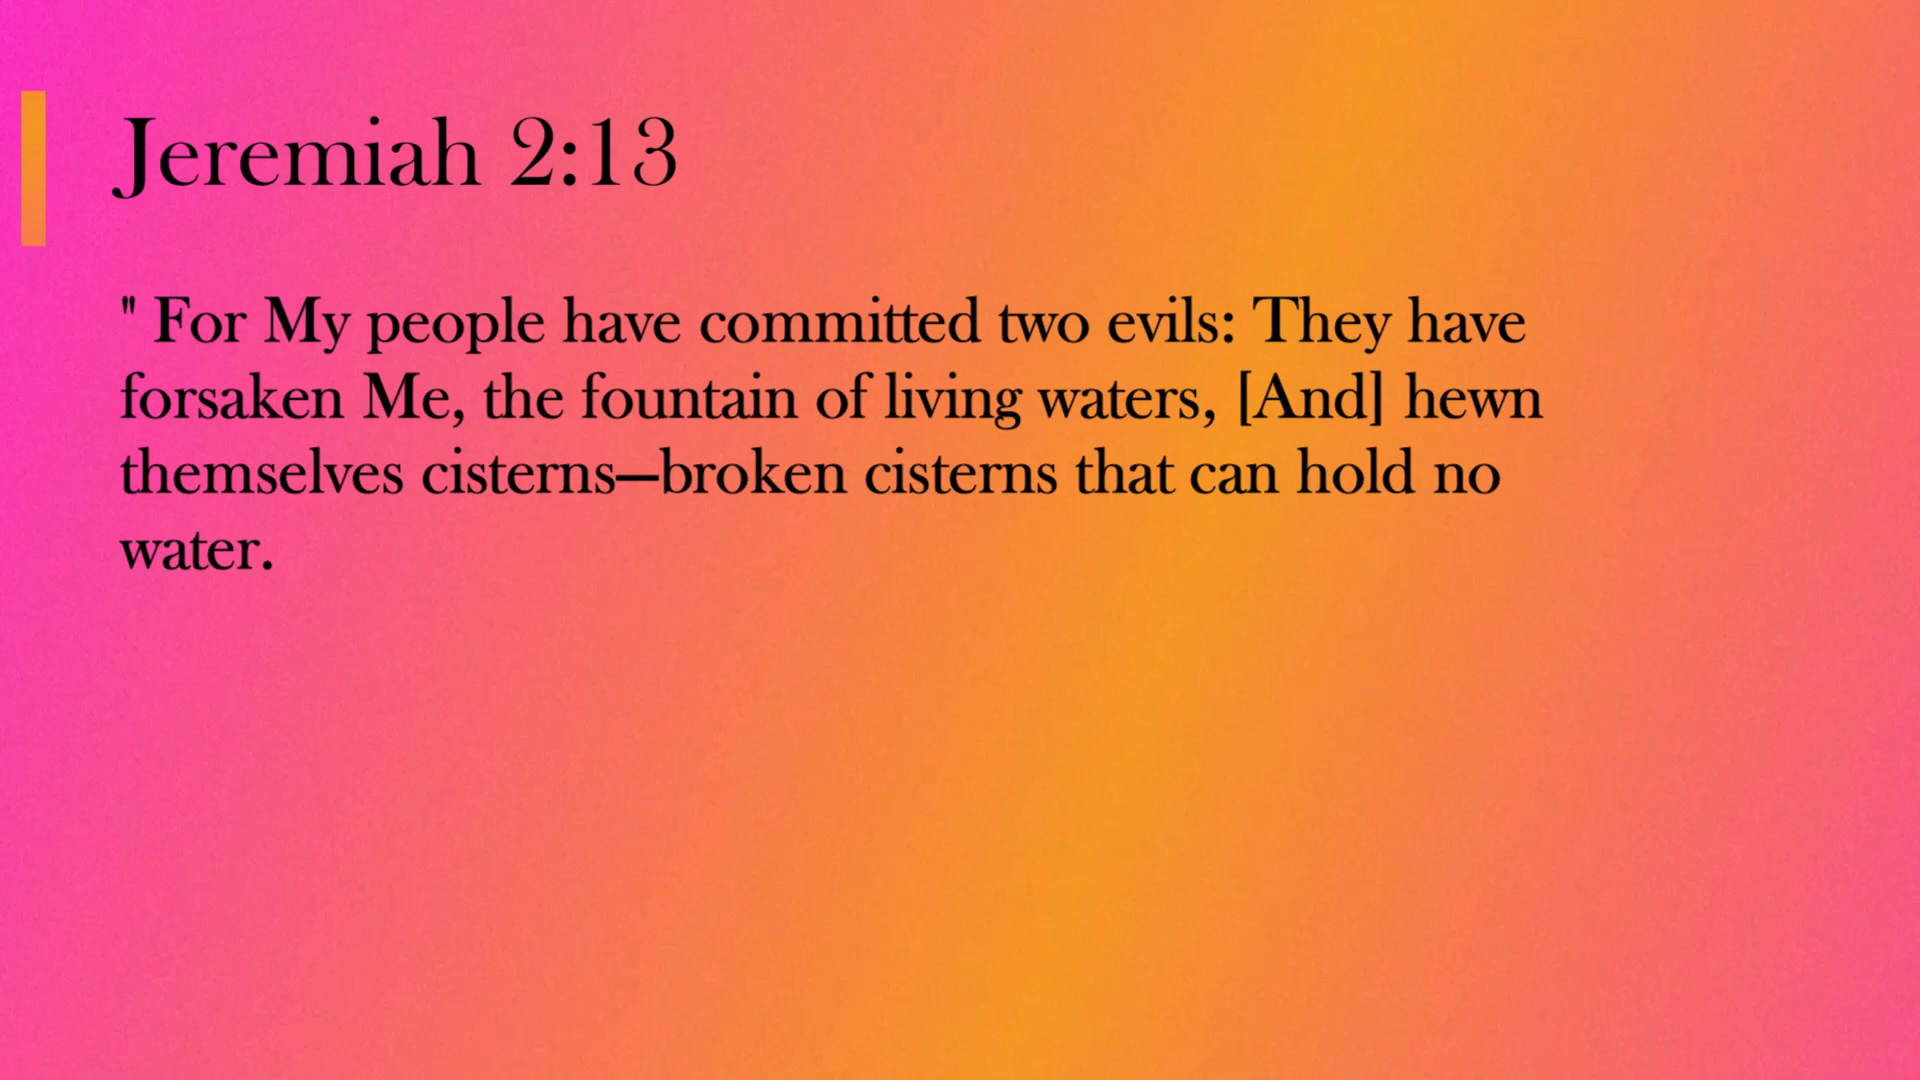 Jeremiah 2:13
" For My people have committed two evils: They have
forsaken Me, the fountain of living waters, [And] hewn
themselves cisterns—broken cisterns that can hold no
water.